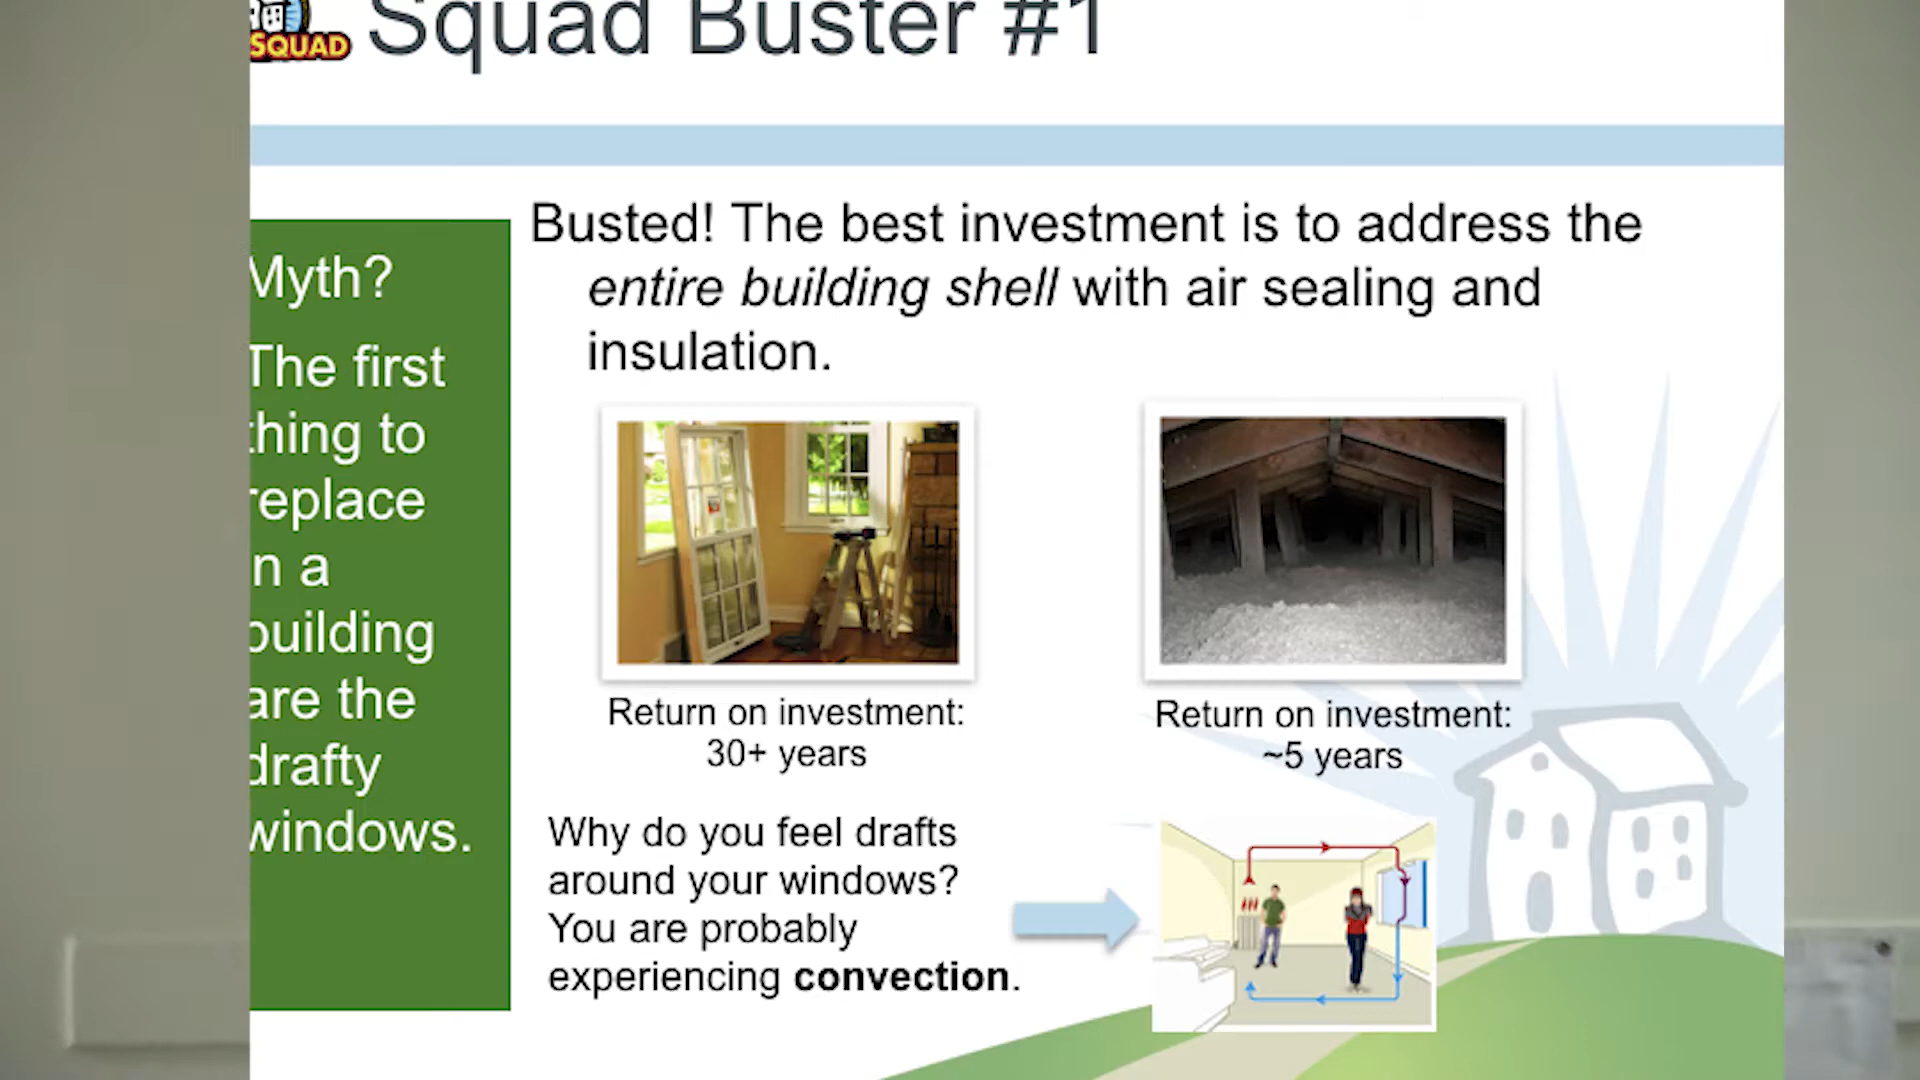 SQUAD
Squad Buster #1
Myth?
The first
thing to
replace
in a
building
are the
drafty
windows.
Busted! The best investment is to address the
entire building shell with air sealing and
insulation.
Return on investment:
30+ years
Return on investment:
~5 years
Why do you feel drafts
around your windows?
You are probably
experiencing convection.